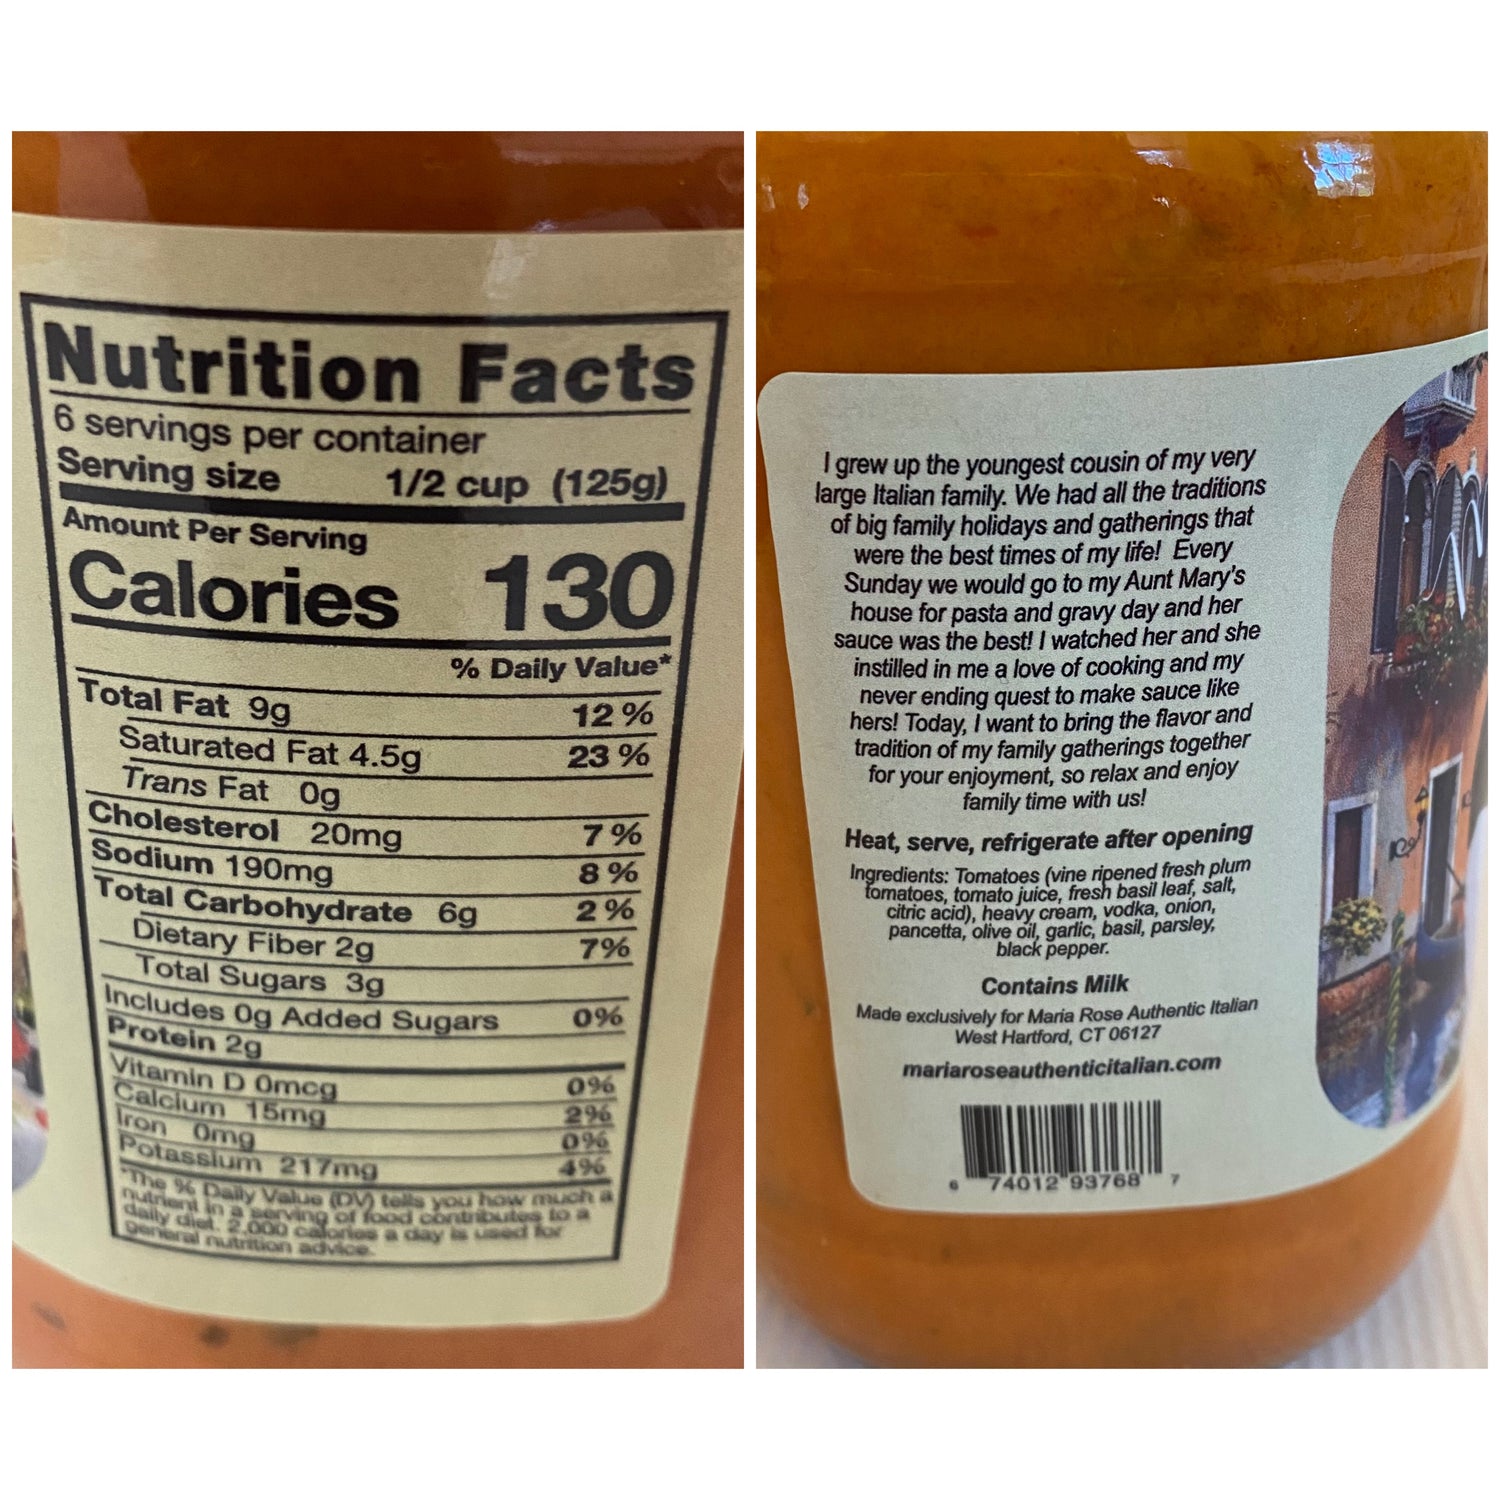 Nutrition Facts
6 servings per container
Serving size 1/2 cup (125g)
Amount Per Serving
Calories 130
% Daily Value*
Total Fat 9g 12 %
Saturated Fat 4.5g 23 %
Trans Fat 0g
Cholesterol 20mg 7 %
Sodium 190mg 8 %
Total Carbohydrate 6g 2 %
Dietary Fiber 2g 7%
Total Sugars 3g
Includes 0g Added Sugars 0%
Protein 2g
Vitamin D 0mcg 0%
Calcium 15mg 2%
Iron 0mg 0%
Potassium 217mg 4%
*The % Daily Value (DV) tells you how much a
nutrient in a serving of food contributes to a
daily diet. 2,000 calories a day is used for
general nutrition advice.
I grew up the youngest cousin of my very
large Italian family. We had all the traditions
of big family holidays and gatherings that
were the best times of my life! Every
Sunday we would go to my Aunt Mary's
house for pasta and gravy day and her
sauce was the best! I watched her and she
instilled in me a love of cooking and my
never ending quest to make sauce like
hers! Today, I want to bring the flavor and
tradition of my family gatherings together
for your enjoyment, so relax and enjoy
family time with us!
Heat, serve, refrigerate after opening
Ingredients: Tomatoes (vine ripened fresh plum
tomatoes, tomato juice, fresh basil leaf, salt,
citric acid), heavy cream, vodka, onion,
pancetta, olive oil, garlic, basil, parsley,
black pepper.
Contains Milk
Made exclusively for Maria Rose Authentic Italian
West Hartford, CT 06127
mariaroseauthenticitalian.com
6 74012 93768 7